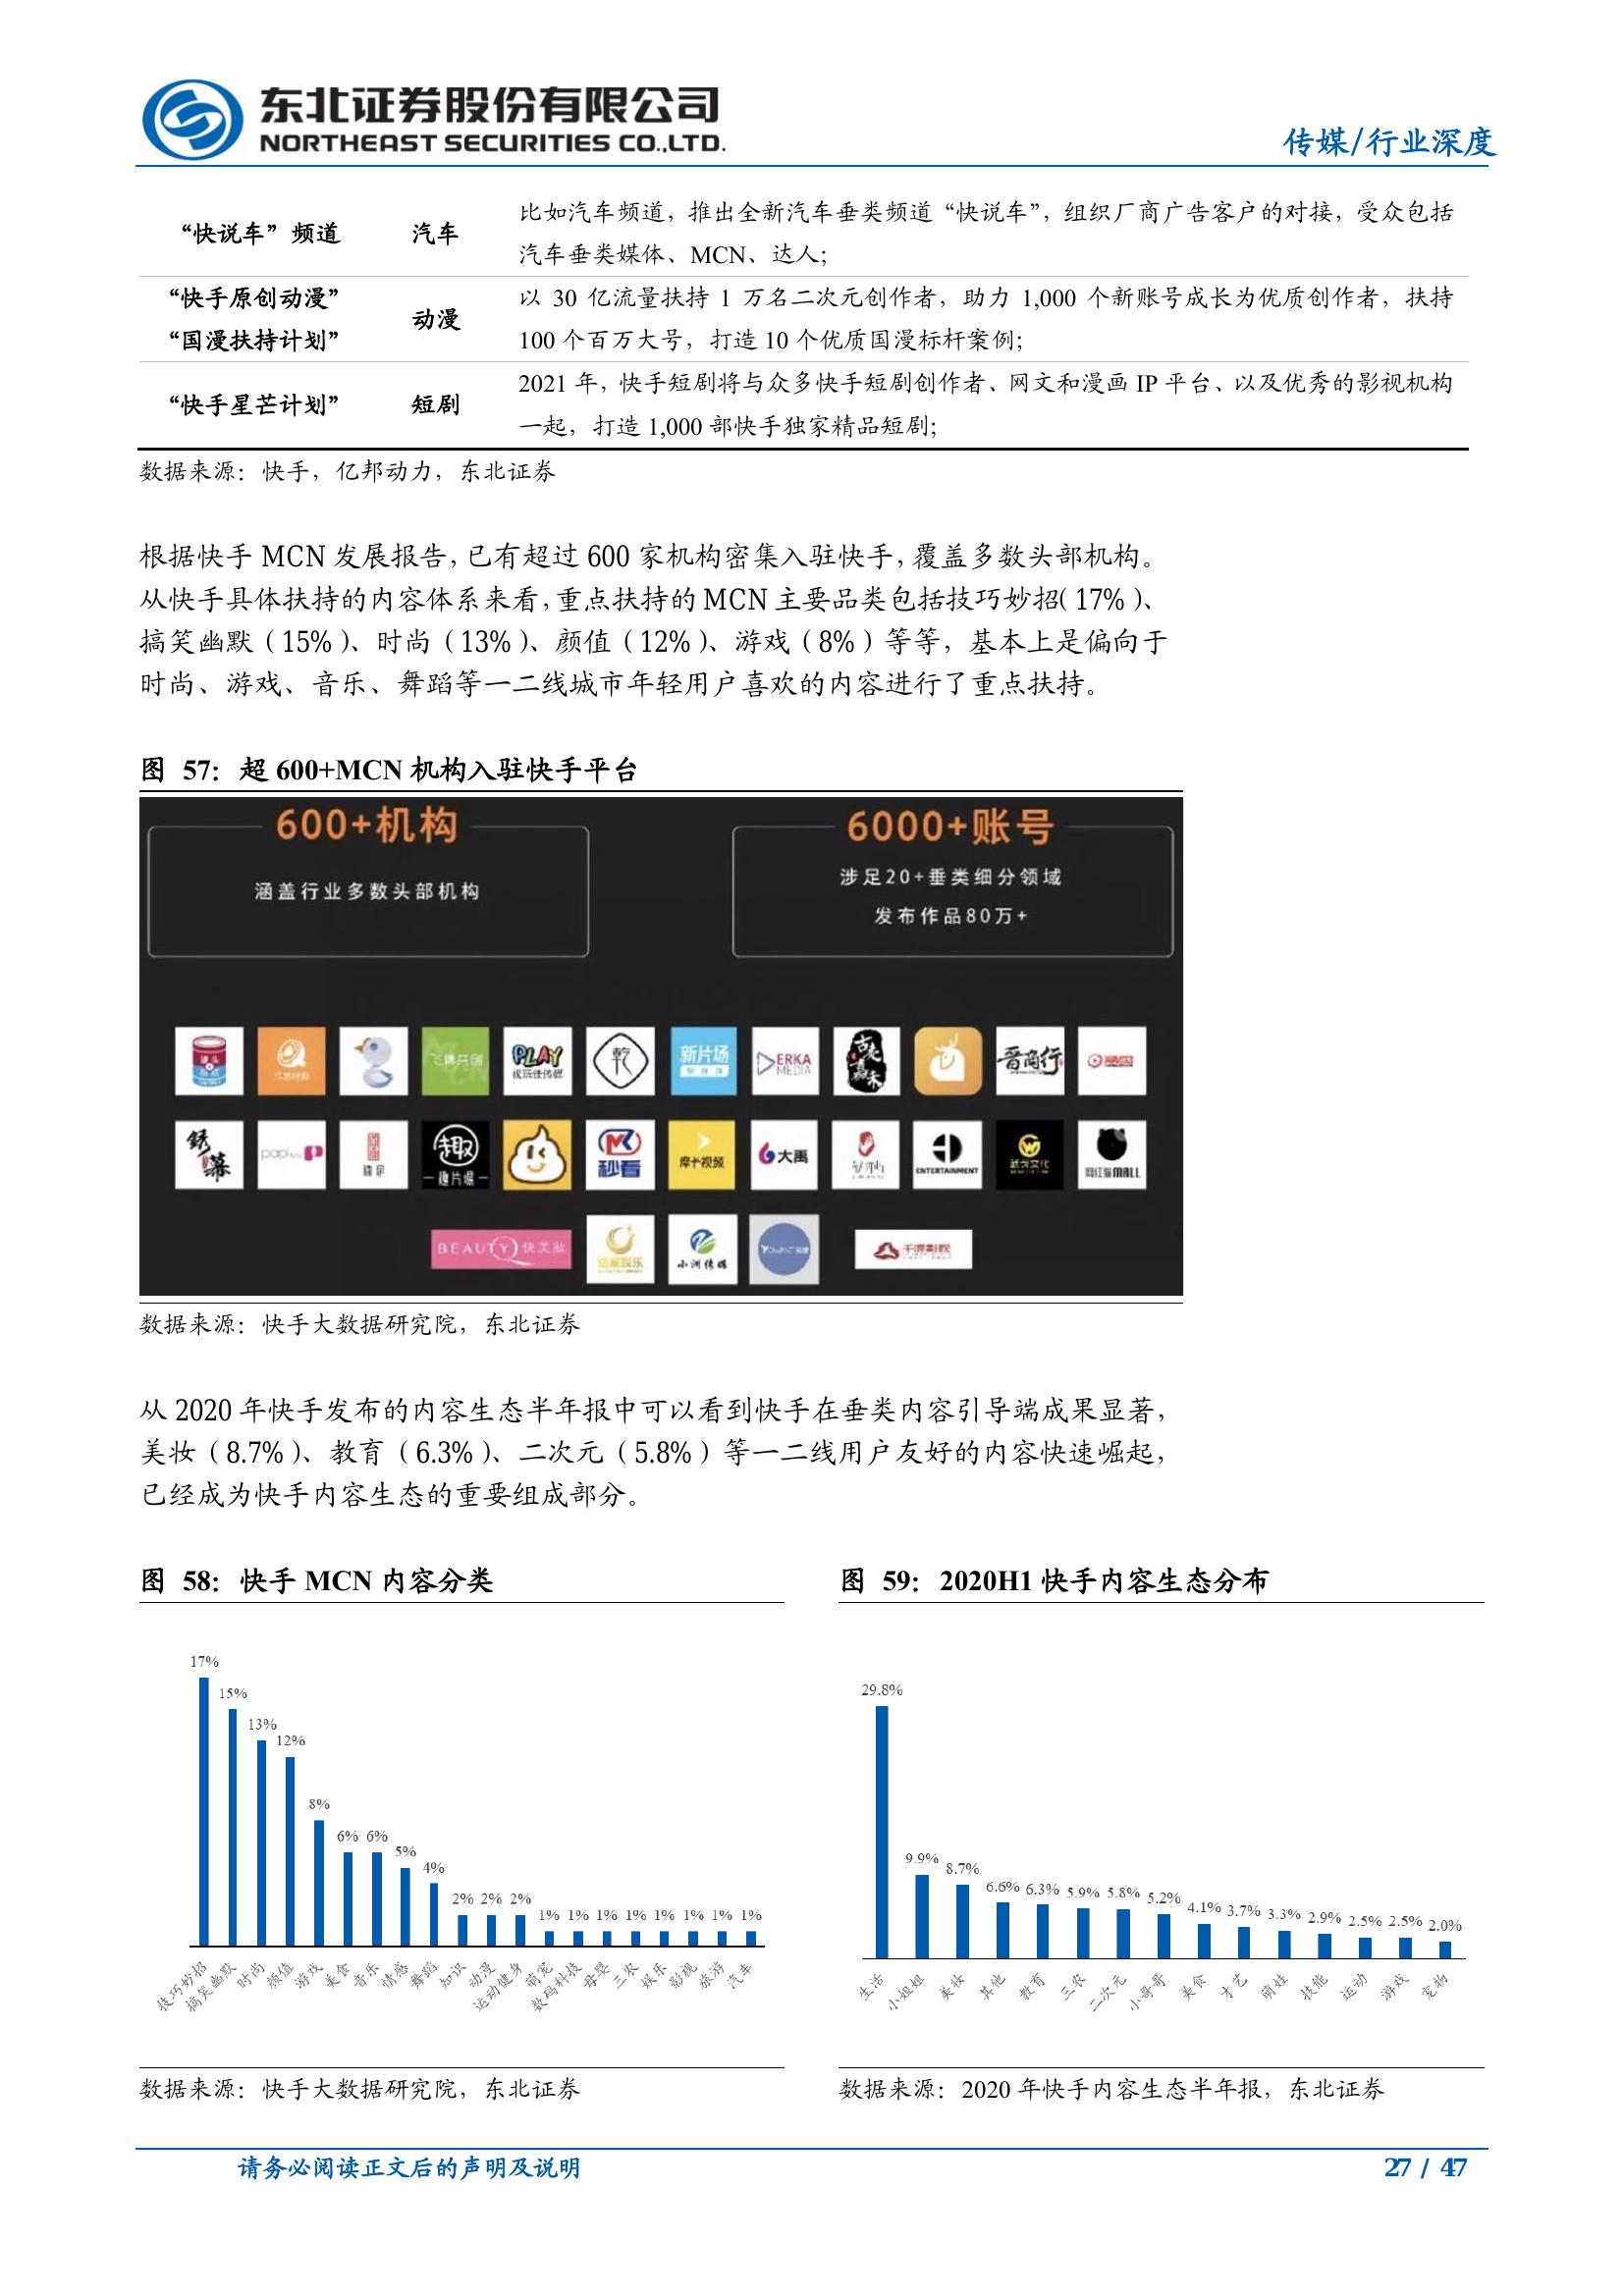 东北证券股份有限公司
NORTHEAST SECURITIES CO.,LTD.
传媒/行业深度
“快说车”频道
汽车
比如汽车频道，推出全新汽车垂类频道“快说车”，组织厂商广告客户的对接，受众包括
汽车垂类媒体、MCN、达人；
“快手原创动漫”
“国漫扶持计划”
动漫
以 30 亿流量扶持 1 万名二次元创作者，助力 1,000 个新账号成长为优质创作者，扶持
100 个百万大号，打造 10 个优质国漫标杆案例；
“快手星芒计划”
短剧
2021 年，快手短剧将与众多快手短剧创作者、网文和漫画 IP 平台、以及优秀的影视机构
一起，打造 1,000 部快手独家精品短剧；
数据来源：快手，亿邦动力，东北证券
根据快手 MCN 发展报告，已有超过 600 家机构密集入驻快手，覆盖多数头部机构。
从快手具体扶持的内容体系来看，重点扶持的 MCN 主要品类包括技巧妙招（17%）、
搞笑幽默（15%）、时尚（13%）、颜值（12%）、游戏（8%）等等，基本上是偏向于
时尚、游戏、音乐、舞蹈等一二线城市年轻用户喜欢的内容进行了重点扶持。
图 57：超 600+MCN 机构入驻快手平台
600+机构
涵盖行业多数头部机构
6000+账号
涉足20+垂类细分领域
发布作品80万+
PLAY
乾
新片场
ERKA
MEDIA
古麦嘉禾
晋商行
锈幕
papi
趣
趣片场
秒看
摩卡视频
大禹
ENTERTAINMENT
武戈文化
网红猫MALL
BEAUTYQ快美妝
小洲传媒
数据来源：快手大数据研究院，东北证券
从 2020 年快手发布的内容生态半年报中可以看到快手在垂类内容引导端成果显著，
美妆（8.7%）、教育（6.3%）、二次元（5.8%）等一二线用户友好的内容快速崛起，
已经成为快手内容生态的重要组成部分。
图 58：快手 MCN 内容分类
17%
15%
13%
12%
8%
6% 6%
5%
4%
2% 2% 2%
1% 1% 1% 1% 1% 1% 1% 1%
技巧妙招 搞笑幽默 时尚 颜值 游戏 美食 音乐 情感 舞蹈 知识 动漫 运动健身 萌宠 数码科技 母婴 三农 娱乐 影视 旅游 汽车
数据来源：快手大数据研究院，东北证券
图 59：2020H1 快手内容生态分布
29.8%
9.9%
8.7%
6.6% 6.3% 5.9% 5.8% 5.2% 4.1% 3.7% 3.3% 2.9% 2.5% 2.5% 2.0%
生活 小姐姐 美妆 其他 教育 三农 二次元 小哥哥 美食 才艺 萌娃 技能 运动 游戏 宠物
数据来源：2020 年快手内容生态半年报，东北证券
请务必阅读正文后的声明及说明
27 / 47